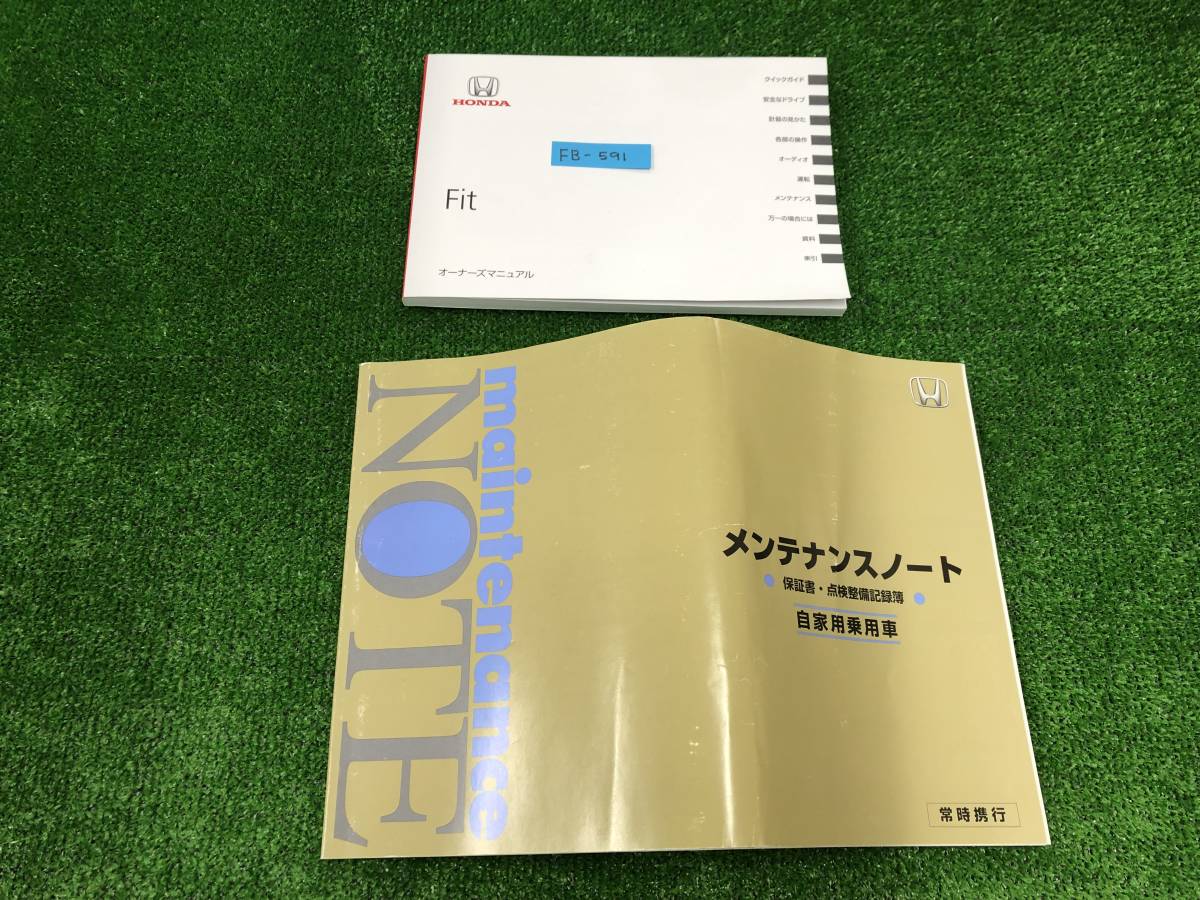 HONDA
FB-591
Fit
オーナーズマニュアル
クイックガイド
安全なドライブ
計器の見かた
各部の操作
オーディオ
運転
メンテナンス
万一の場合には
資料
索引
maintenance
NOTE
メンテナンスノート
保証書・点検整備記録簿
自家用乗用車
常時携行